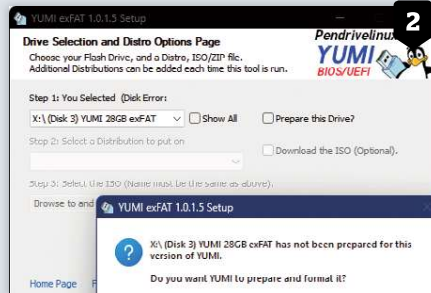 YUMI exFAT 1.0.1.5 Setup
2
Drive Selection and Distro Options Page
Choose your Flash Drive, and a Distro, ISO/ZIP file.
Additional Distributions can be added each time this tool is run.
Pendrivelinux
YUMI
BIOS/UEFI
Step 1: You Selected (Disk Error:
X:\ (Disk 3) YUMI 28GB exFAT
Show All
Prepare this Drive?
Step 2: Select a Distribution to put on
Download the ISO (Optional).
Step 3: Select the ISO (Name must be the same as above).
Browse to and
YUMI exFAT 1.0.1.5 Setup
X:\ (Disk 3) YUMI 28GB exFAT has not been prepared for this
version of YUMI.
Do you want YUMI to prepare and format it?
Home Page